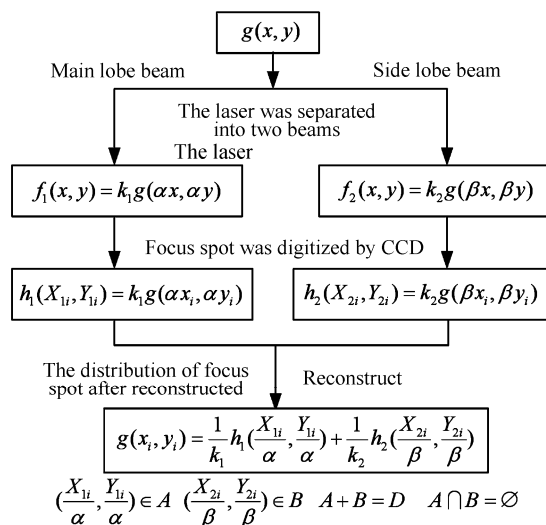 g(x, y)
Main lobe beam
Side lobe beam
The laser was separated
into two beams
The laser
f₁(x, y) = k₁g(αx, αy)
f₂(x, y) = k₂g(βx, βy)
Focus spot was digitized by CCD
h₁(X₁ᵢ, Y₁ᵢ) = k₁g(αxᵢ, αyᵢ)
h₂(X₂ᵢ, Y₂ᵢ) = k₂g(βxᵢ, βyᵢ)
The distribution of focus
spot after reconstructed
Reconstruct
g(xᵢ, yᵢ) = 1/k₁ h₁(X₁ᵢ/α, Y₁ᵢ/α) + 1/k₂ h₂(X₂ᵢ/β, Y₂ᵢ/β)
(X₁ᵢ/α, Y₁ᵢ/α) ∈ A (X₂ᵢ/β, Y₂ᵢ/β) ∈ B A + B = D A ⋂ B = ∅